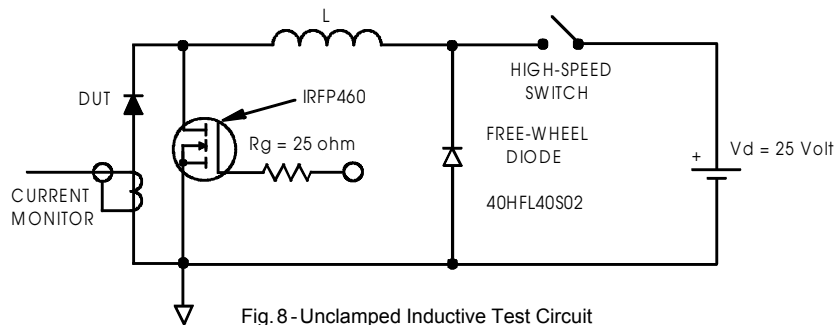 L
HIGH-SPEED
SWITCH
DUT
IRFP460
Rg = 25 ohm
FREE-WHEEL
DIODE
+
Vd = 25 Volt
CURRENT
MONITOR
40HFL40S02
Fig. 8 - Unclamped Inductive Test Circuit